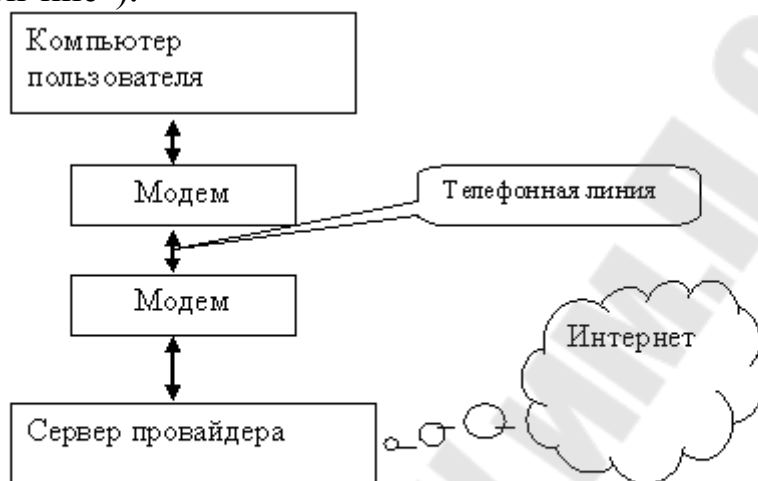 Компьютер
пользователя
Модем
Телефонная линия
Модем
Интернет
Сервер провайдера